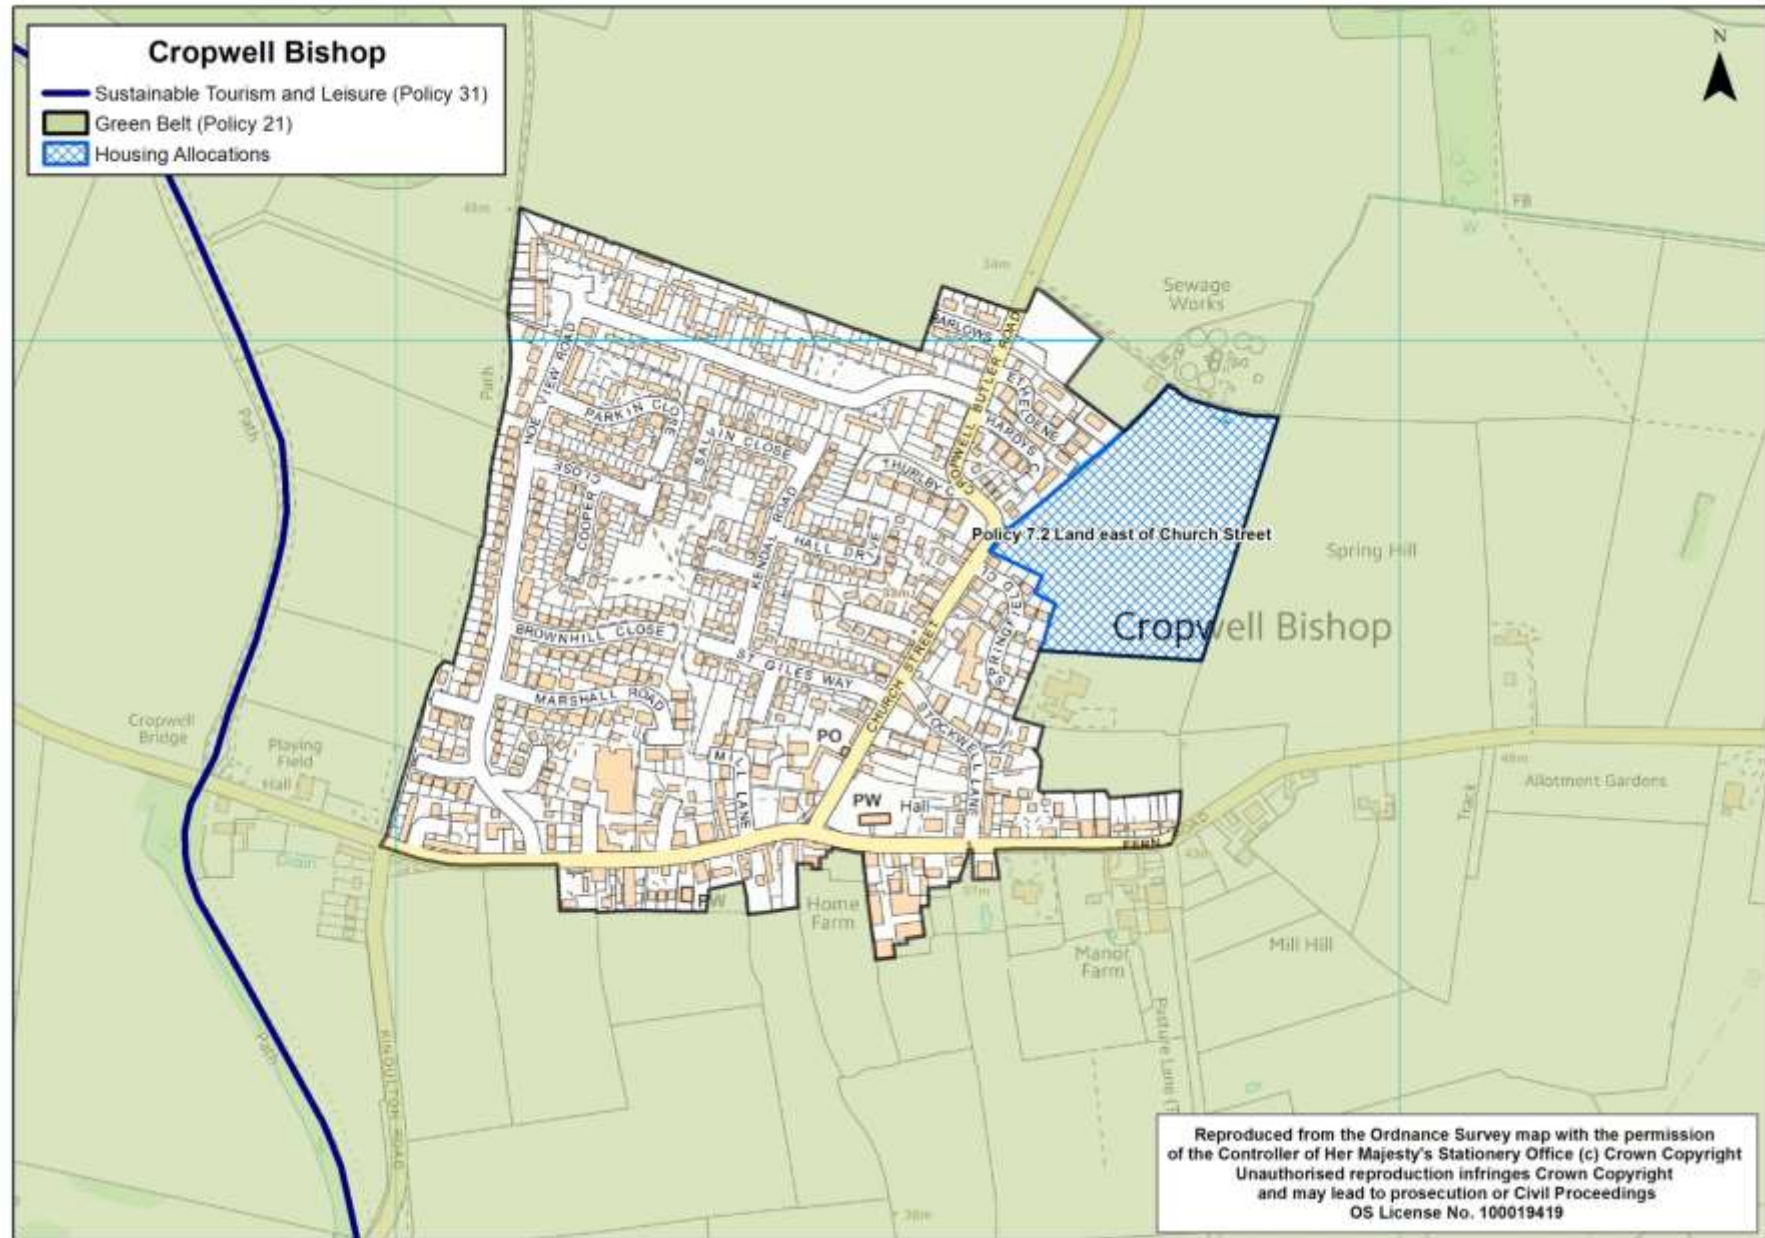 Cropwell Bishop
Sustainable Tourism and Leisure (Policy 31)
Green Belt (Policy 21)
Housing Allocations
N
FB
W
Sewage
Works
Path
Path
HOE VIEW ROAD
PARKIN CLOSE
COOPER CLOSE
KENDAL ROAD
HALL DRIVE
CROPWELL BUTLER ROAD
ETHELDENE
HARDYS
THURLBY
Policy 7.2 Land east of Church Street
Spring Hill
Cropwell Bishop
SPRINGFIELD
BROWNHILL CLOSE
ST GILES WAY
MARSHALL ROAD
CHURCH STREET
STOCKWELL LANE
MILL LANE
PO
PW
Hall
Cropwell
Bridge
Playing
Field
Hall
Drain
Allotment Gardens
Track
FERN
PW
Home
Farm
Manor
Farm
Mill Hill
Path
KINOULTON ROAD
Pasture Lane
Reproduced from the Ordnance Survey map with the permission
of the Controller of Her Majesty's Stationery Office (c) Crown Copyright
Unauthorised reproduction infringes Crown Copyright
and may lead to prosecution or Civil Proceedings
OS License No. 100019419